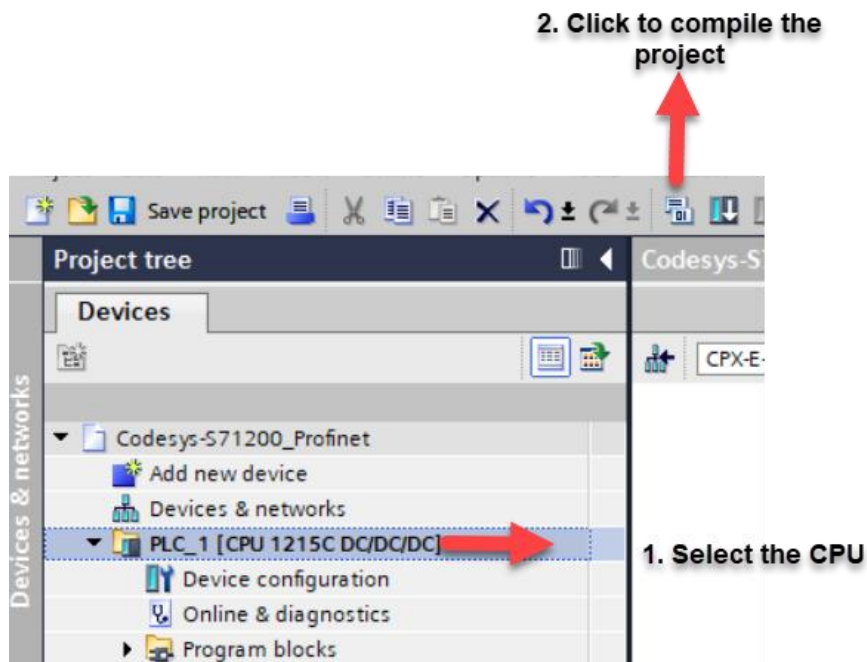 2. Click to compile the
project
Save project
Project tree
Codesys-S
Devices
CPX-E-
Devices & networks
Codesys-S71200_Profinet
Add new device
Devices & networks
PLC_1 [CPU 1215C DC/DC/DC]
1. Select the CPU
Device configuration
Online & diagnostics
Program blocks